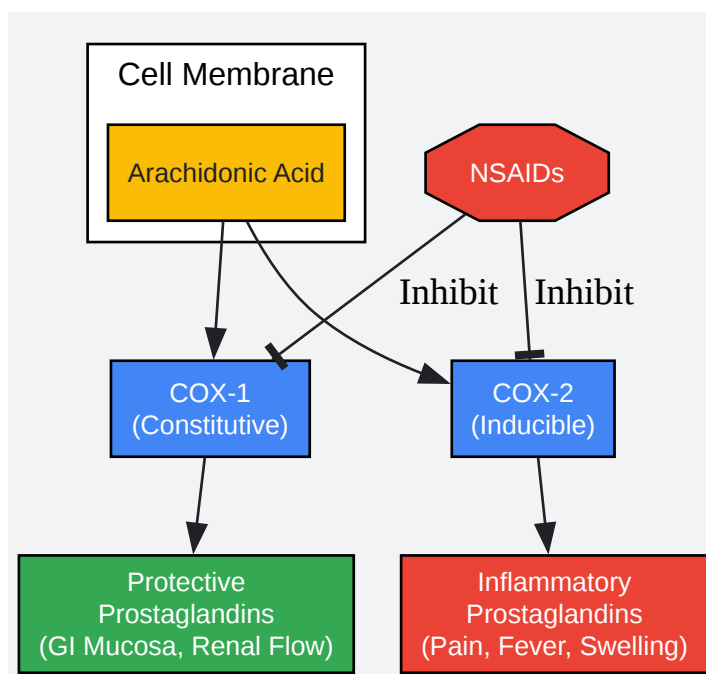 Cell Membrane
Arachidonic Acid
NSAIDs
Inhibit
Inhibit
COX-1
(Constitutive)
COX-2
(Inducible)
Protective
Prostaglandins
(GI Mucosa, Renal Flow)
Inflammatory
Prostaglandins
(Pain, Fever, Swelling)